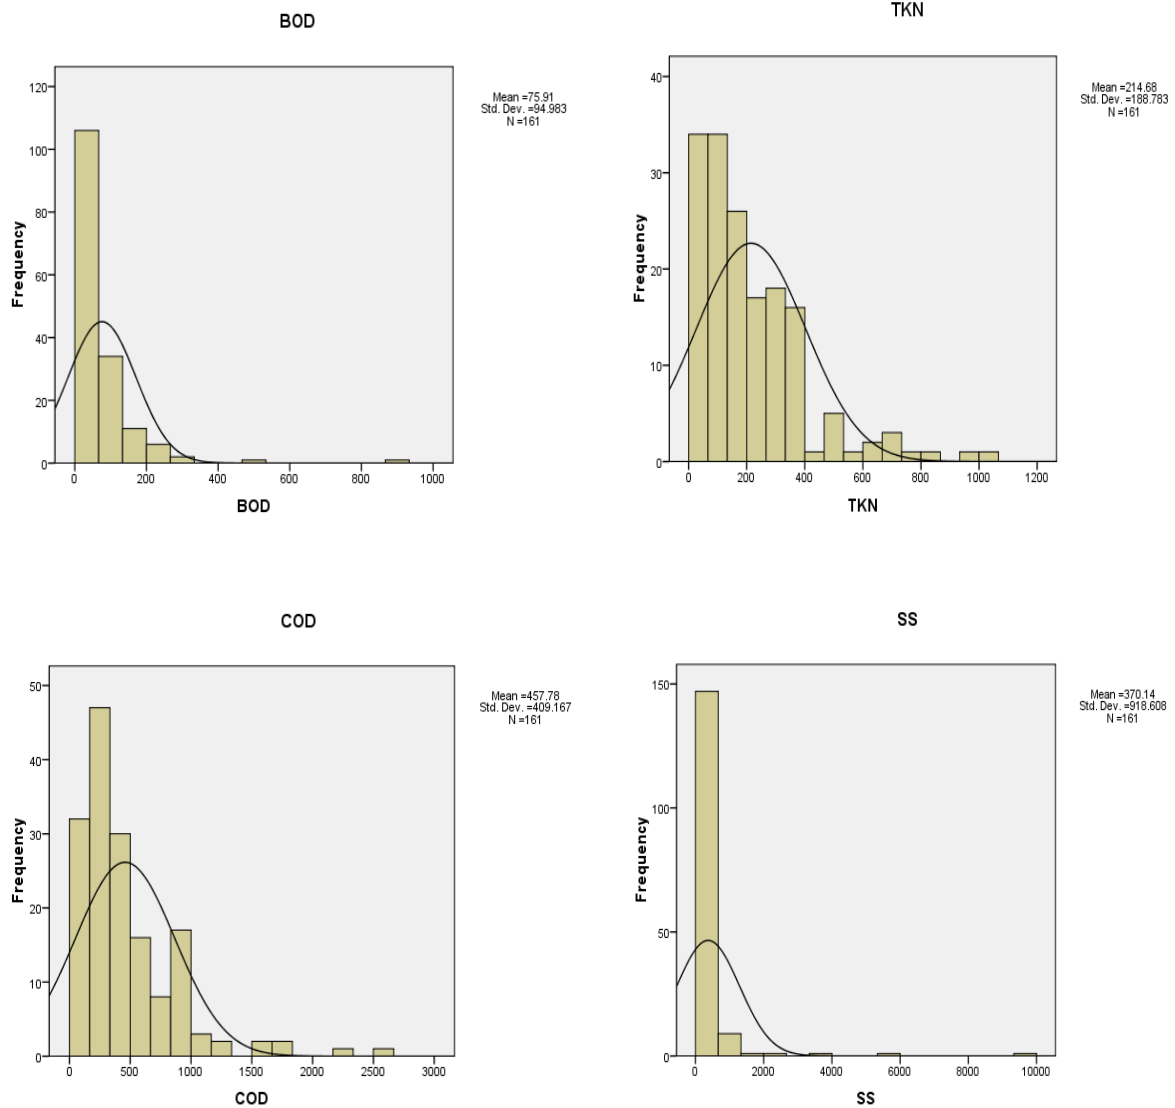 BOD
Mean =75.91
Std. Dev. =94.983
N =161
Frequency
120
100
80
60
40
20
0
0 200 400 600 800 1000
BOD
TKN
Mean =214.68
Std. Dev. =188.783
N =161
Frequency
40
30
20
10
0
0 200 400 600 800 1000 1200
TKN
COD
Mean =457.78
Std. Dev. =409.167
N =161
Frequency
50
40
30
20
10
0
0 500 1000 1500 2000 2500 3000
COD
SS
Mean =370.14
Std. Dev. =918.608
N =161
Frequency
150
100
50
0
0 2000 4000 6000 8000 10000
SS